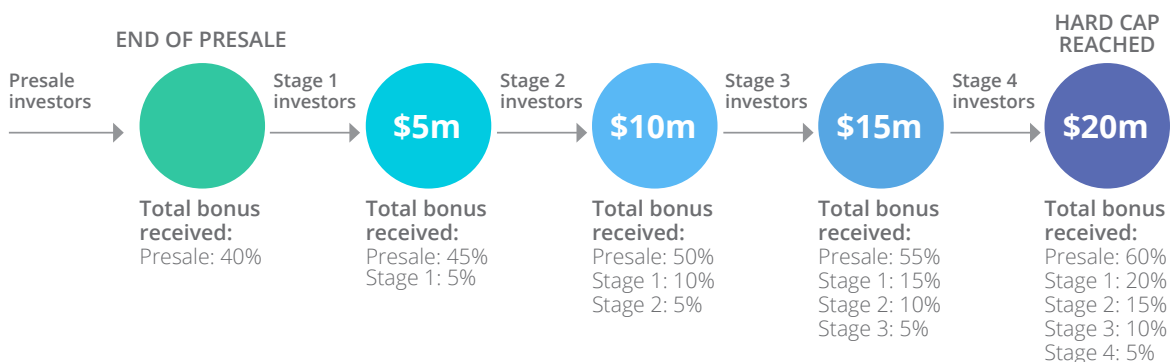 END OF PRESALE
HARD CAP
REACHED
Presale
investors
Stage 1
investors
Stage 2
investors
Stage 3
investors
Stage 4
investors
$5m
$10m
$15m
$20m
Total bonus
received:
Presale: 40%
Total bonus
received:
Presale: 45%
Stage 1: 5%
Total bonus
received:
Presale: 50%
Stage 1: 10%
Stage 2: 5%
Total bonus
received:
Presale: 55%
Stage 1: 15%
Stage 2: 10%
Stage 3: 5%
Total bonus
received:
Presale: 60%
Stage 1: 20%
Stage 2: 15%
Stage 3: 10%
Stage 4: 5%